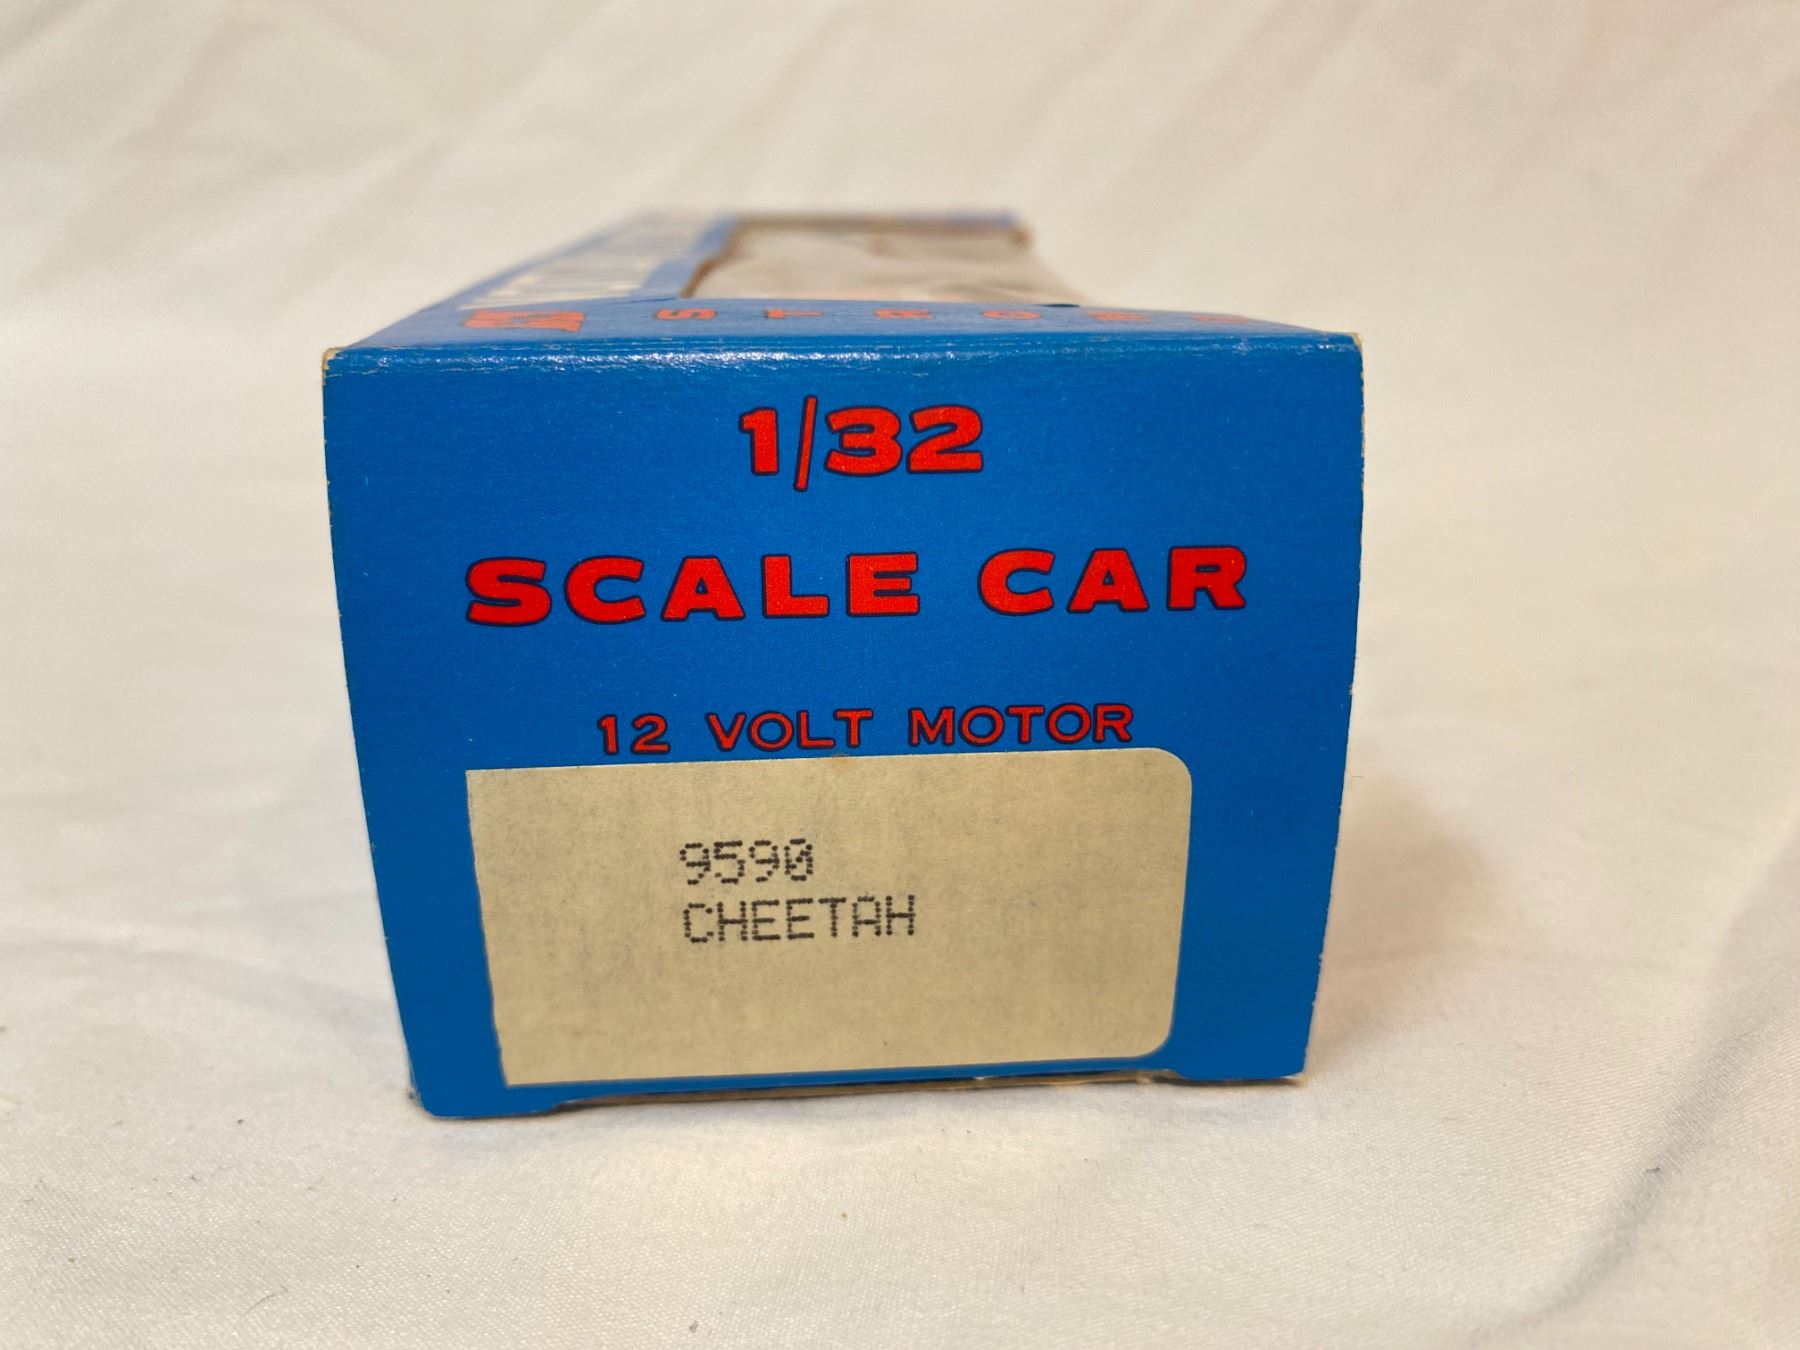 1/32
SCALE CAR
12 VOLT MOTOR
9590
CHEETAH